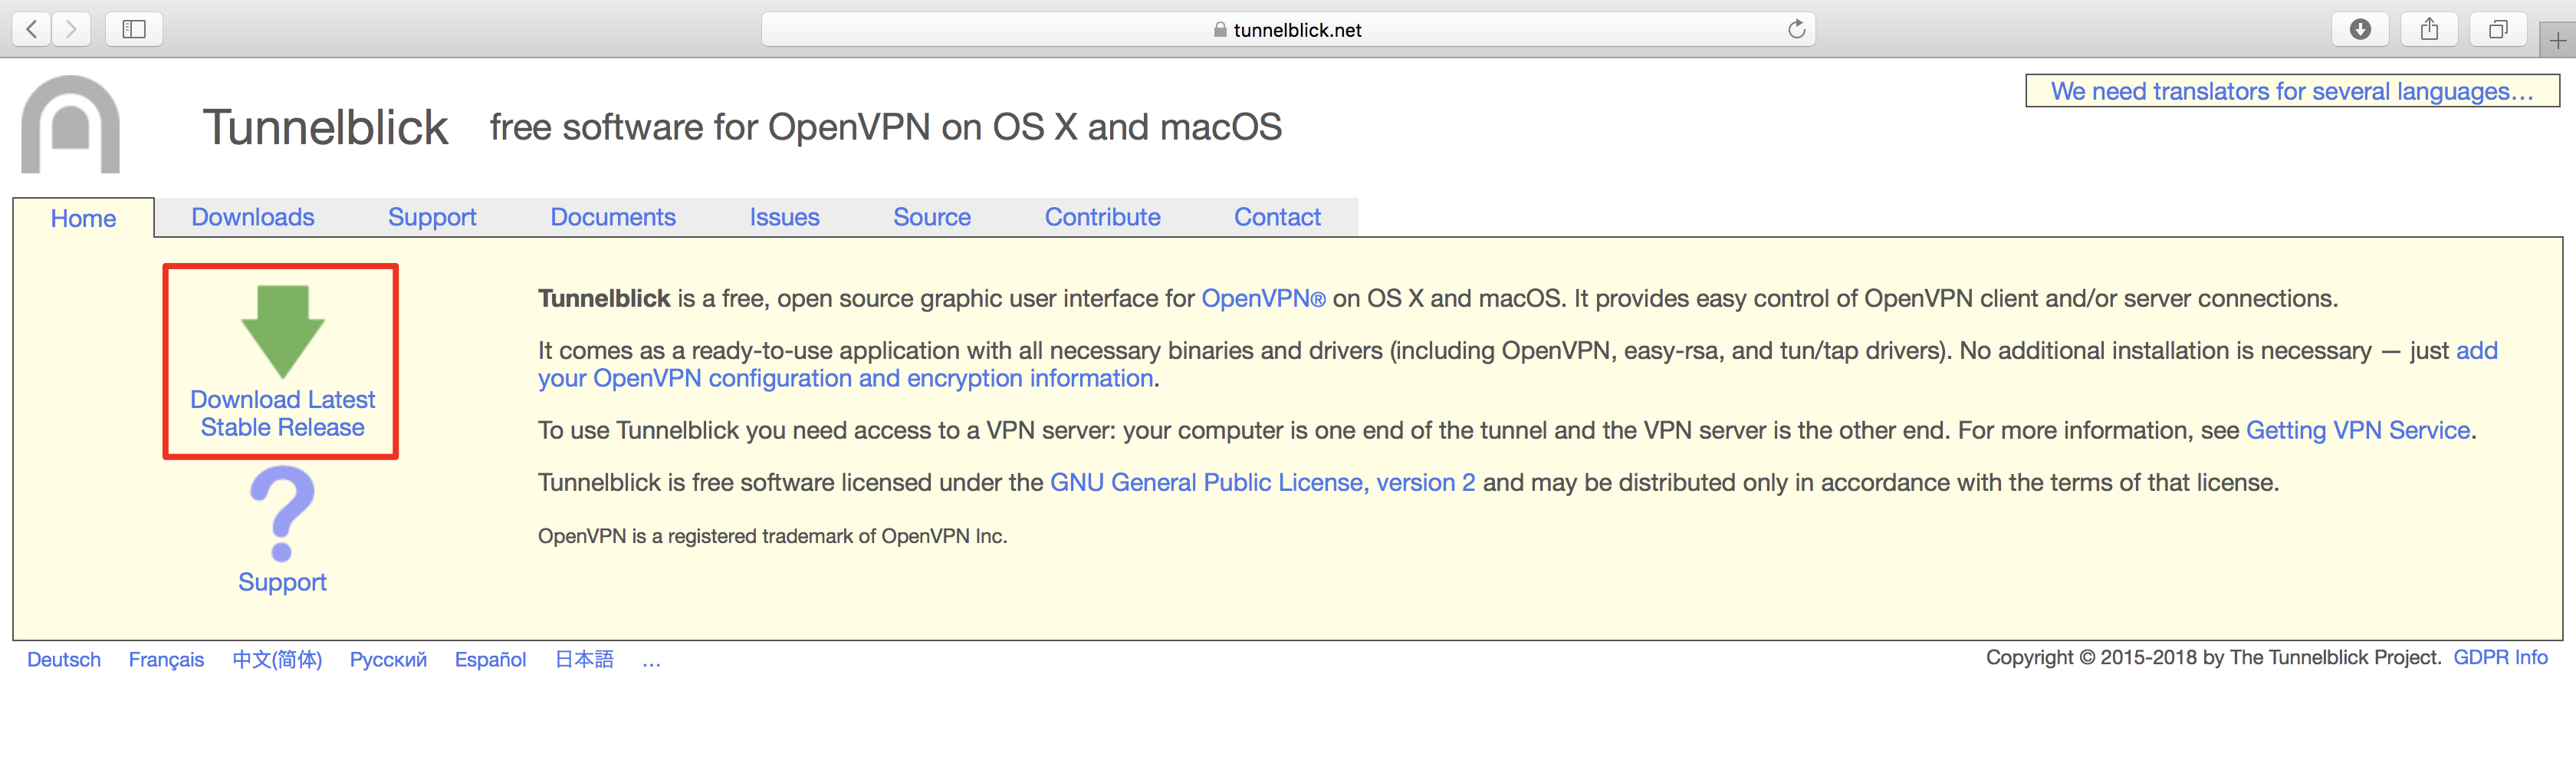 tunnelblick.net
We need translators for several languages...
Tunnelblick free software for OpenVPN on OS X and macOS
Home Downloads Support Documents Issues Source Contribute Contact
Download Latest
Stable Release
Support
Tunnelblick is a free, open source graphic user interface for OpenVPN® on OS X and macOS. It provides easy control of OpenVPN client and/or server connections.
It comes as a ready-to-use application with all necessary binaries and drivers (including OpenVPN, easy-rsa, and tun/tap drivers). No additional installation is necessary — just add
your OpenVPN configuration and encryption information.
To use Tunnelblick you need access to a VPN server: your computer is one end of the tunnel and the VPN server is the other end. For more information, see Getting VPN Service.
Tunnelblick is free software licensed under the GNU General Public License, version 2 and may be distributed only in accordance with the terms of that license.
OpenVPN is a registered trademark of OpenVPN Inc.
Deutsch Français 中文(简体) Русский Español 日本語 ...
Copyright © 2015-2018 by The Tunnelblick Project. GDPR Info